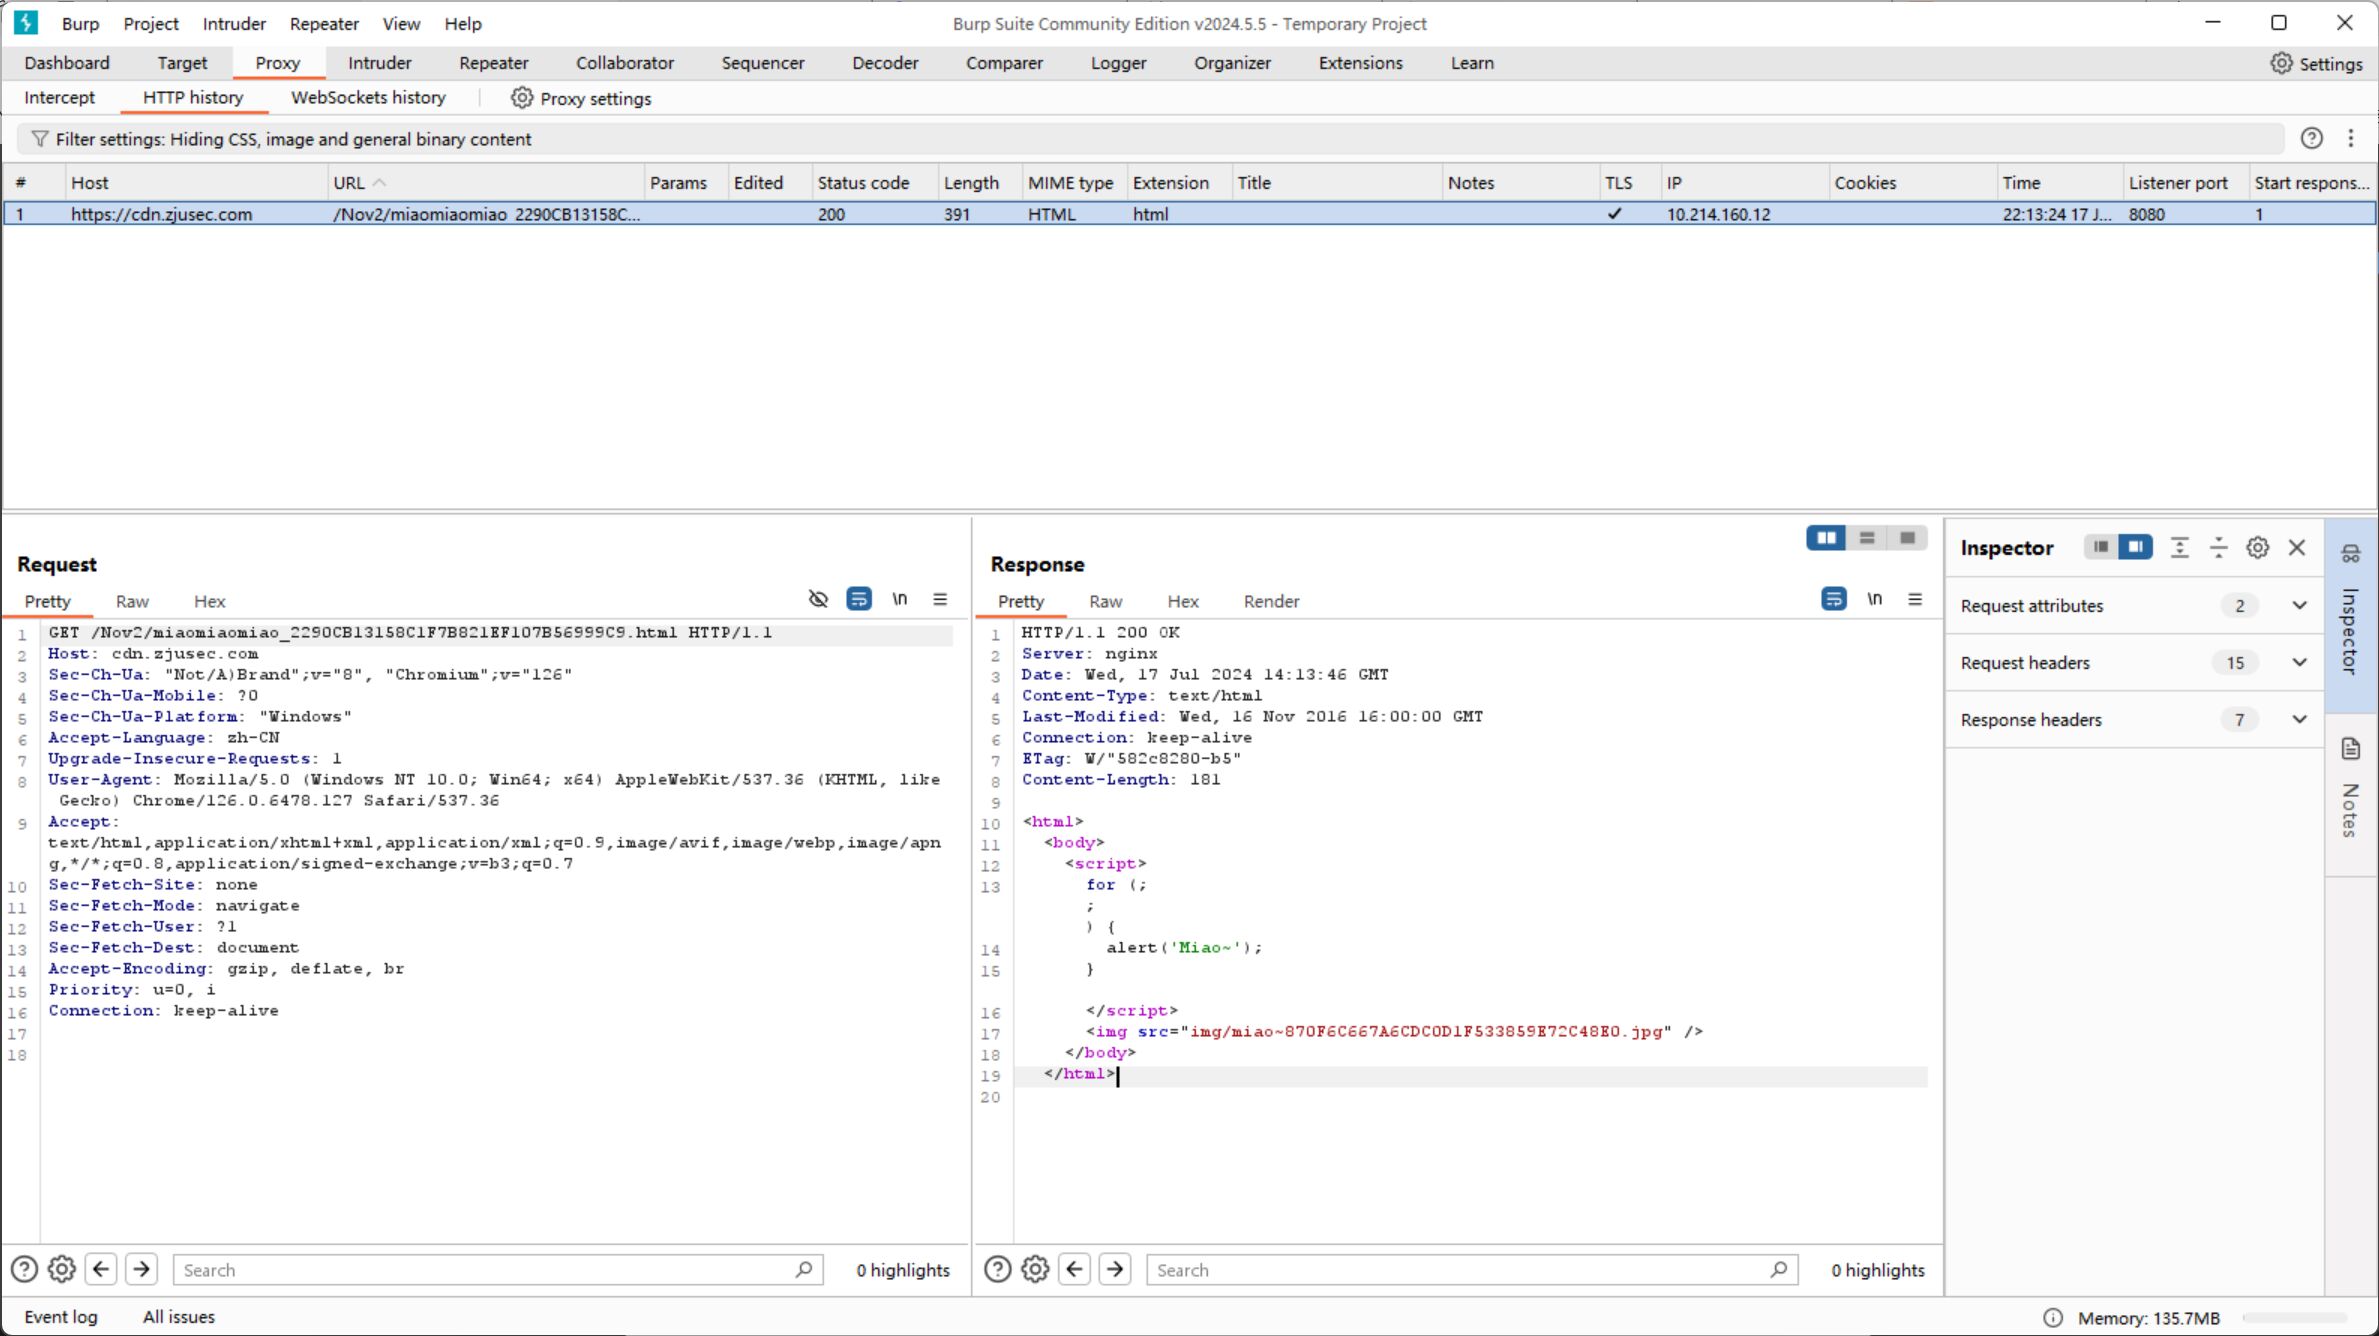 Burp Project Intruder Repeater View Help Burp Suite Community Edition v2024.5.5 - Temporary Project
Dashboard Target Proxy Intruder Repeater Collaborator Sequencer Decoder Comparer Logger Organizer Extensions Learn Settings
Intercept HTTP history WebSockets history Proxy settings
Filter settings: Hiding CSS, image and general binary content
# Host URL Params Edited Status code Length MIME type Extension Title Notes TLS IP Cookies Time Listener port Start respons...
1 https://cdn.zjusec.com /Nov2/miaomiaomiao_2290CB13158C... 200 391 HTML html ✓ 10.214.160.12 22:13:24 17 J... 8080 1
Request
Pretty Raw Hex \n
1 GET /Nov2/miaomiaomiao_2290CB13158C1F7B821EF107B56999C9.html HTTP/1.1
2 Host: cdn.zjusec.com
3 Sec-Ch-Ua: "Not/A)Brand";v="8", "Chromium";v="126"
4 Sec-Ch-Ua-Mobile: ?0
5 Sec-Ch-Ua-Platform: "Windows"
6 Accept-Language: zh-CN
7 Upgrade-Insecure-Requests: 1
8 User-Agent: Mozilla/5.0 (Windows NT 10.0; Win64; x64) AppleWebKit/537.36 (KHTML, like
Gecko) Chrome/126.0.6478.127 Safari/537.36
9 Accept:
text/html,application/xhtml+xml,application/xml;q=0.9,image/avif,image/webp,image/apn
g,*/*;q=0.8,application/signed-exchange;v=b3;q=0.7
10 Sec-Fetch-Site: none
11 Sec-Fetch-Mode: navigate
12 Sec-Fetch-User: ?1
13 Sec-Fetch-Dest: document
14 Accept-Encoding: gzip, deflate, br
15 Priority: u=0, i
16 Connection: keep-alive
17
18
Search 0 highlights
Response
Pretty Raw Hex Render \n
1 HTTP/1.1 200 OK
2 Server: nginx
3 Date: Wed, 17 Jul 2024 14:13:46 GMT
4 Content-Type: text/html
5 Last-Modified: Wed, 16 Nov 2016 16:00:00 GMT
6 Connection: keep-alive
7 ETag: W/"582c8280-b5"
8 Content-Length: 181
9
10 <html>
11 <body>
12 <script>
13 for (;
;
) {
14 alert('Miao~');
15 }
16 </script>
17 <img src="img/miao~870F6C667A6CDC0D1F533859E72C48E0.jpg" />
18 </body>
19 </html>
20
Search 0 highlights
Inspector
Request attributes 2
Request headers 15
Response headers 7
Inspector
Notes
Event log All issues Memory: 135.7MB